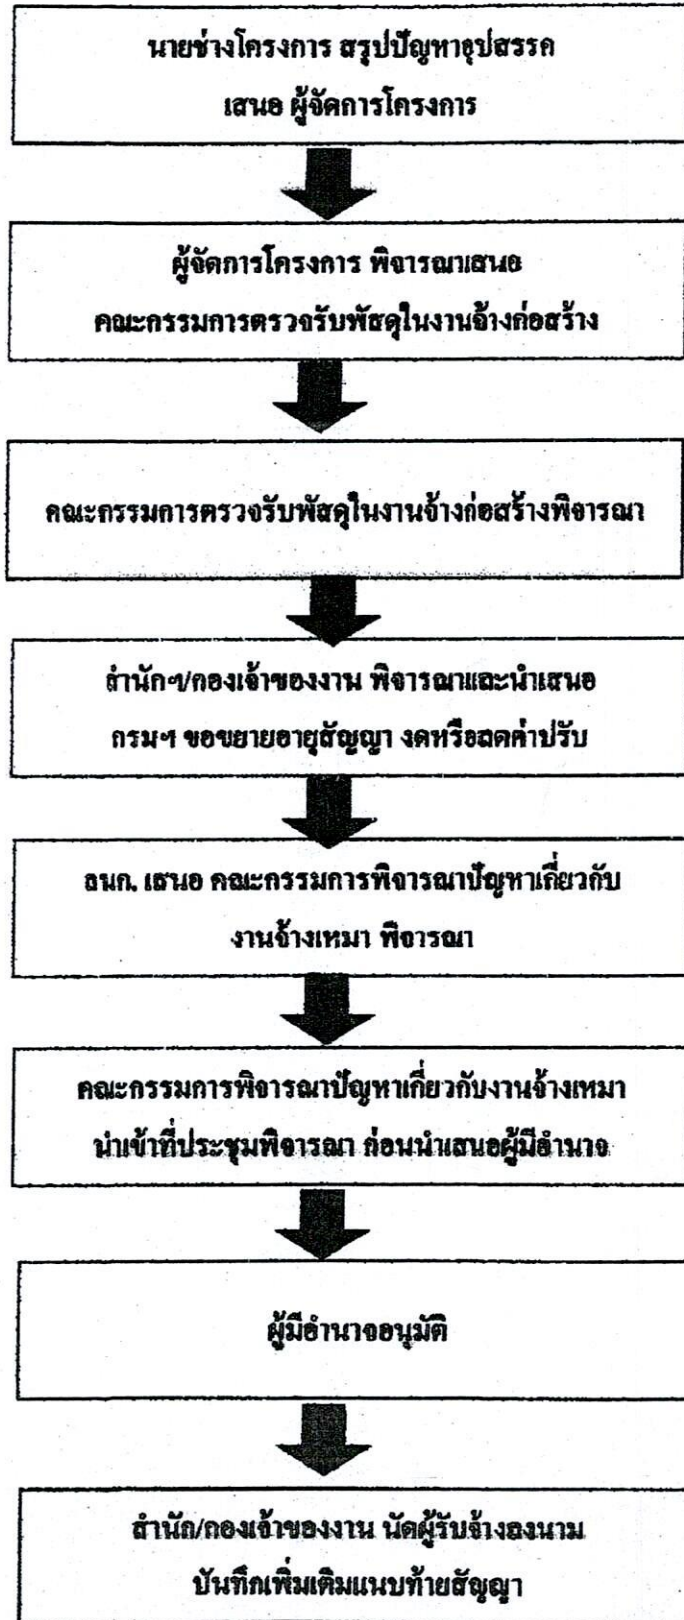 นายช่างโครงการ สรุปปัญหาอุปสรรค
เสนอ ผู้จัดการโครงการ
ผู้จัดการโครงการ พิจารณาเสนอ
คณะกรรมการตรวจรับพัสดุในงานจ้างก่อสร้าง
คณะกรรมการตรวจรับพัสดุในงานจ้างก่อสร้างพิจารณา
สำนักฯ/กองเจ้าของงาน พิจารณาและนำเสนอ
กรมฯ ขอขยายอายุสัญญา งดหรือลดค่าปรับ
ลนก. เสนอ คณะกรรมการพิจารณาปัญหาเกี่ยวกับ
งานจ้างเหมา พิจารณา
คณะกรรมการพิจารณาปัญหาเกี่ยวกับงานจ้างเหมา
นำเข้าที่ประชุมพิจารณา ก่อนนำเสนอผู้มีอำนาจ
ผู้มีอำนาจอนุมัติ
สำนัก/กองเจ้าของงาน นัดผู้รับจ้างลงนาม
บันทึกเพิ่มเติมแนบท้ายสัญญา